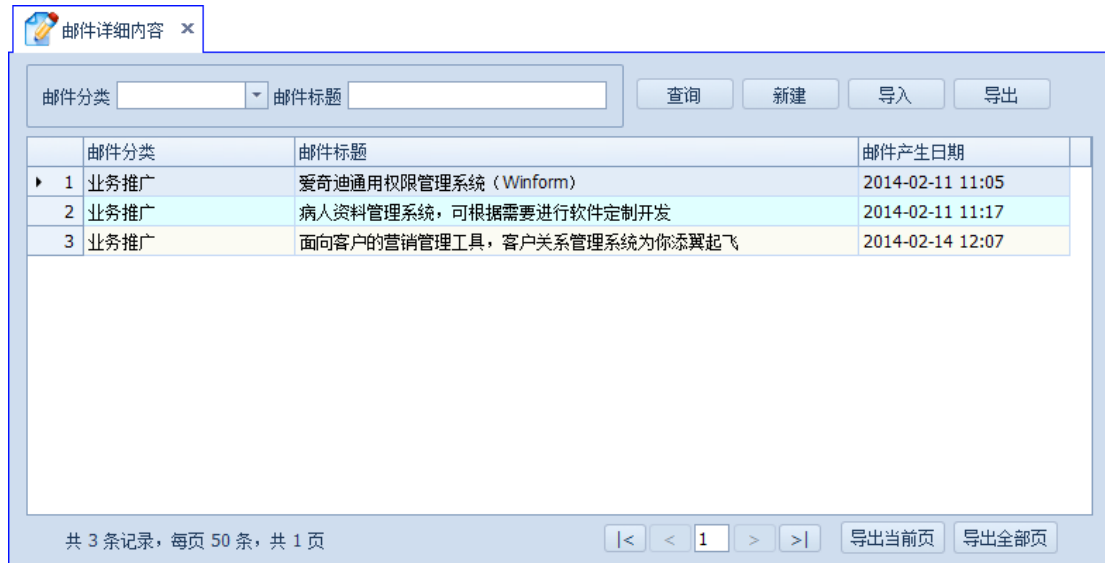 邮件详细内容 ×
邮件分类 邮件标题 查询 新建 导入 导出
邮件分类 邮件标题 邮件产生日期
1 业务推广 爱奇迪通用权限管理系统（Winform） 2014-02-11 11:05
2 业务推广 病人资料管理系统，可根据需要进行软件定制开发 2014-02-11 11:17
3 业务推广 面向客户的营销管理工具，客户关系管理系统为你添翼起飞 2014-02-14 12:07
共 3 条记录，每页 50 条，共 1 页 |< < 1 > >| 导出当前页 导出全部页